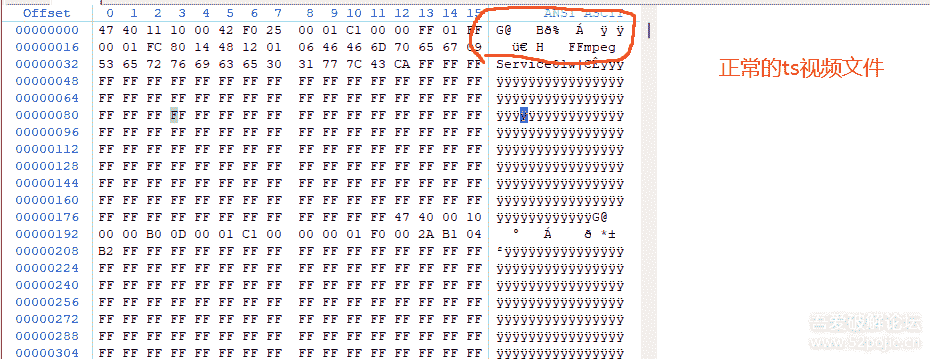 Offset 0 1 2 3 4 5 6 7 8 9 10 11 12 13 14 15 ANSI ASCII
00000000 47 40 11 10 00 42 F0 25 00 01 C1 00 00 FF 01 FF G@ Bð% Á ÿ ÿ
00000016 00 01 FC 80 14 48 12 01 06 46 46 6D 70 65 67 09 ü€ H FFmpeg
00000032 53 65 72 76 69 63 65 30 31 77 7C 43 CA FF FF FF Service01w|CÊÿÿÿ
00000048 FF FF FF FF FF FF FF FF FF FF FF FF FF FF FF FF ÿÿÿÿÿÿÿÿÿÿÿÿÿÿÿÿ
00000064 FF FF FF FF FF FF FF FF FF FF FF FF FF FF FF FF ÿÿÿÿÿÿÿÿÿÿÿÿÿÿÿÿ
00000080 FF FF FF FF FF FF FF FF FF FF FF FF FF FF FF FF ÿÿÿÿÿÿÿÿÿÿÿÿÿÿÿÿ
00000096 FF FF FF FF FF FF FF FF FF FF FF FF FF FF FF FF ÿÿÿÿÿÿÿÿÿÿÿÿÿÿÿÿ
00000112 FF FF FF FF FF FF FF FF FF FF FF FF FF FF FF FF ÿÿÿÿÿÿÿÿÿÿÿÿÿÿÿÿ
00000128 FF FF FF FF FF FF FF FF FF FF FF FF FF FF FF FF ÿÿÿÿÿÿÿÿÿÿÿÿÿÿÿÿ
00000144 FF FF FF FF FF FF FF FF FF FF FF FF FF FF FF FF ÿÿÿÿÿÿÿÿÿÿÿÿÿÿÿÿ
00000160 FF FF FF FF FF FF FF FF FF FF FF FF FF FF FF FF ÿÿÿÿÿÿÿÿÿÿÿÿÿÿÿÿ
00000176 FF FF FF FF FF FF FF FF FF FF FF FF 47 40 00 10 ÿÿÿÿÿÿÿÿÿÿÿÿG@
00000192 00 00 B0 0D 00 01 C1 00 00 00 01 F0 00 2A B1 04 ° Á ð *±
00000208 B2 FF FF FF FF FF FF FF FF FF FF FF FF FF FF FF ²ÿÿÿÿÿÿÿÿÿÿÿÿÿÿÿ
00000224 FF FF FF FF FF FF FF FF FF FF FF FF FF FF FF FF ÿÿÿÿÿÿÿÿÿÿÿÿÿÿÿÿ
00000240 FF FF FF FF FF FF FF FF FF FF FF FF FF FF FF FF ÿÿÿÿÿÿÿÿÿÿÿÿÿÿÿÿ
00000256 FF FF FF FF FF FF FF FF FF FF FF FF FF FF FF FF ÿÿÿÿÿÿÿÿÿÿÿÿÿÿÿÿ
00000272 FF FF FF FF FF FF FF FF FF FF FF FF FF FF FF FF ÿÿÿÿÿÿÿÿÿÿÿÿÿÿÿÿ
00000288 FF FF FF FF FF FF FF FF FF FF FF FF FF FF FF FF ÿÿÿÿÿÿÿÿÿÿÿÿÿÿÿÿ
00000304 FF FF FF FF FF FF FF FF FF FF FF FF FF FF FF FF ÿÿÿÿÿÿÿÿÿÿÿÿÿÿÿÿ
正常的ts视频文件
吾爱破解论坛
www.52pojie.cn